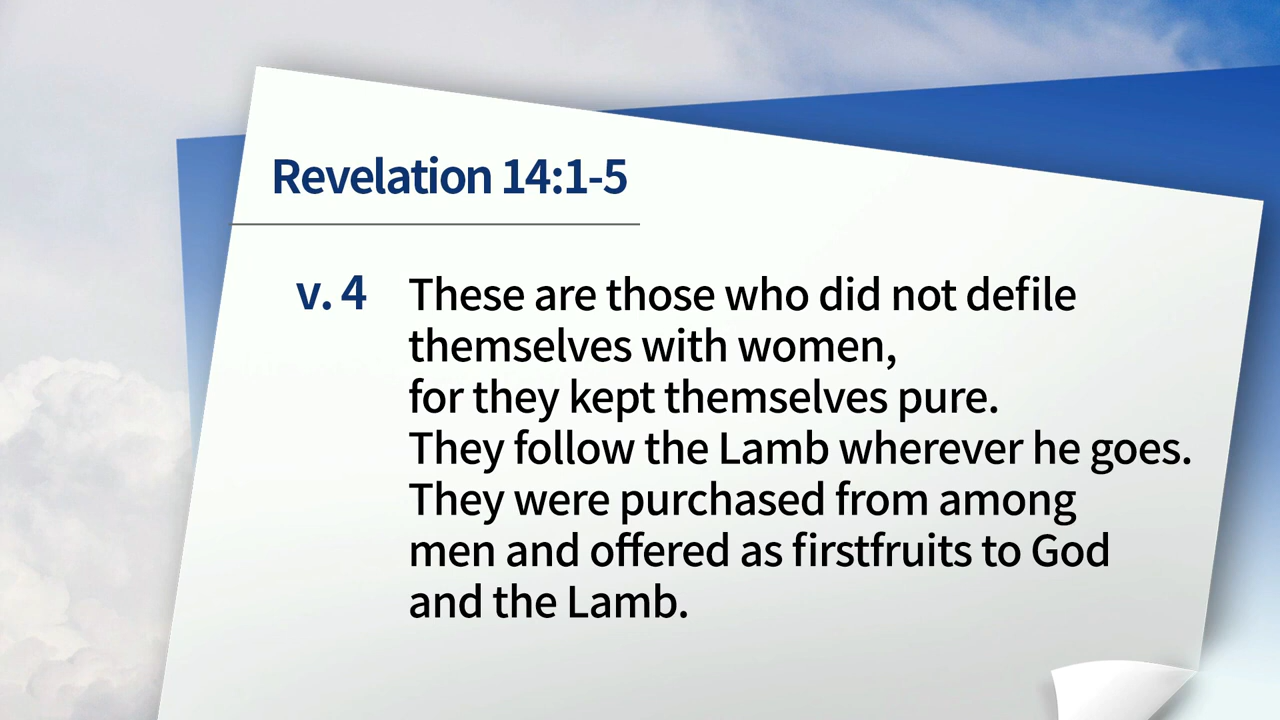 Revelation 14:1-5
v. 4 These are those who did not defile
themselves with women,
for they kept themselves pure.
They follow the Lamb wherever he goes.
They were purchased from among
men and offered as firstfruits to God
and the Lamb.